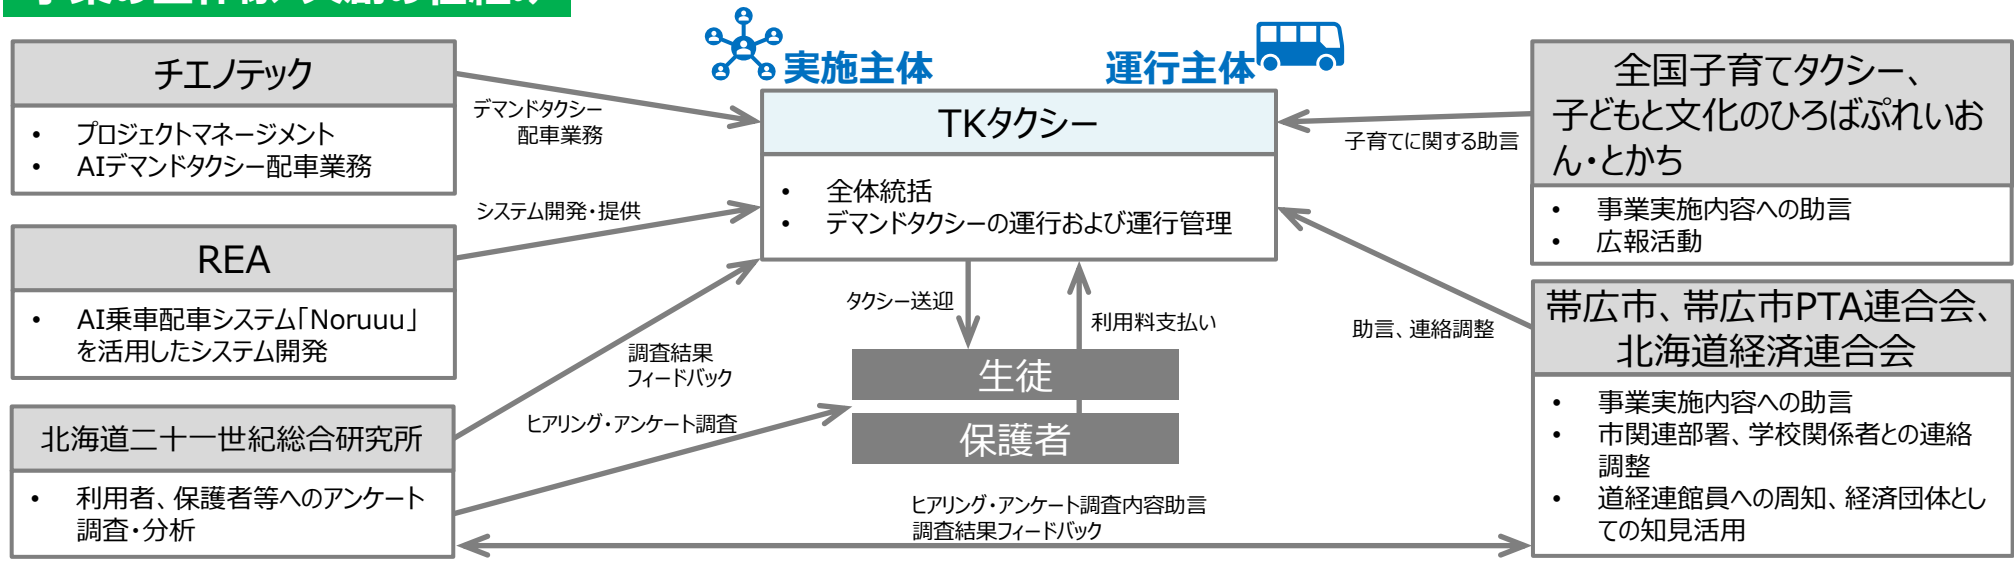 チエノテック
・ プロジェクトマネージメント
・ AIデマンドタクシー配車業務
REA
・ AI乗車配車システム「Noruuu」
を活用したシステム開発
北海道二十一世紀総合研究所
・ 利用者、保護者等へのアンケート
調査・分析
デマンドタクシー
配車業務
システム開発・提供
調査結果
フィードバック
ヒアリング・アンケート調査
実施主体
運行主体
TKタクシー
・ 全体統括
・ デマンドタクシーの運行および運行管理
タクシー送迎
利用料支払い
生徒
保護者
ヒアリング・アンケート調査内容助言
調査結果フィードバック
子育てに関する助言
助言、連絡調整
全国子育てタクシー、
子どもと文化のひろばぷれいお
ん・とかち
・ 事業実施内容への助言
・ 広報活動
帯広市、帯広市PTA連合会、
北海道経済連合会
・ 事業実施内容への助言
・ 市関連部署、学校関係者との連絡
調整
・ 道経連館員への周知、経済団体とし
ての知見活用